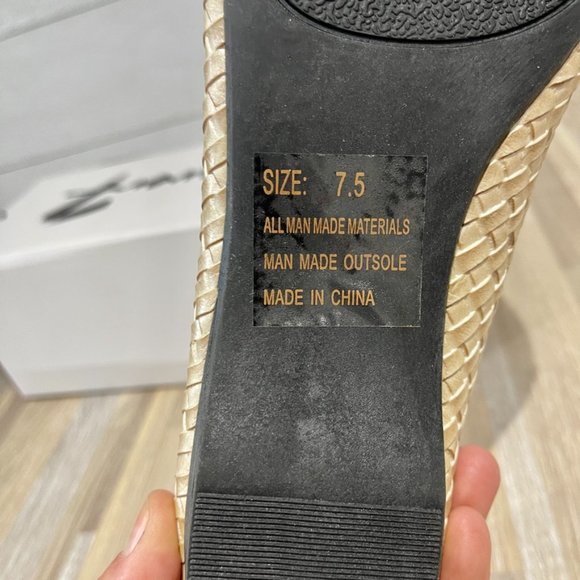 SIZE: 7.5
ALL MAN MADE MATERIALS
MAN MADE OUTSOLE
MADE IN CHINA